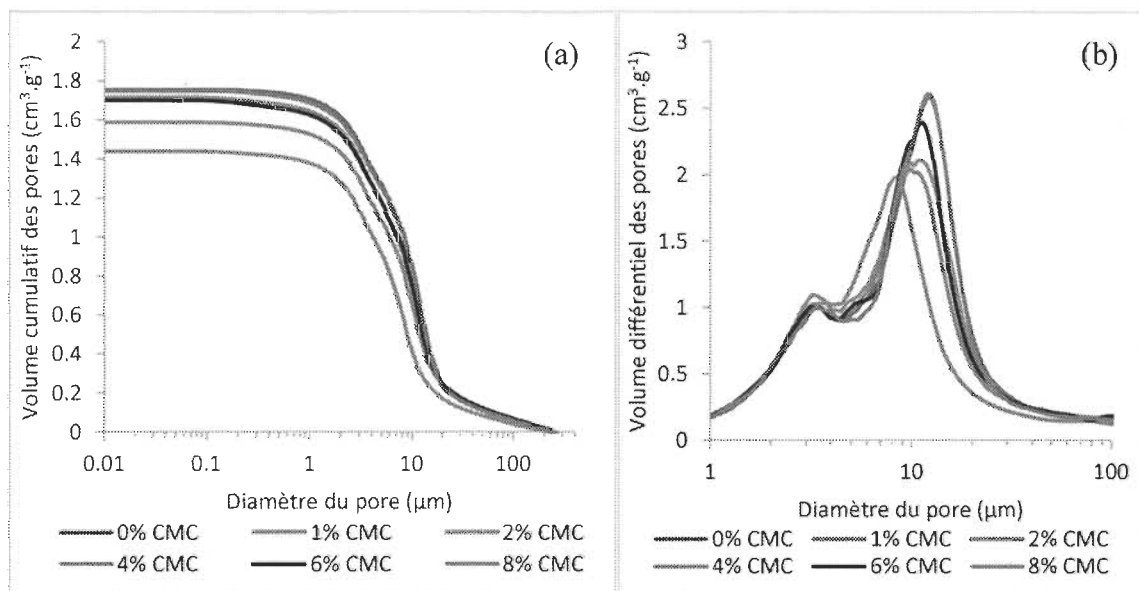 (a)
Volume cumulatif des pores (cm³.g⁻¹)
2
1.8
1.6
1.4
1.2
1
0.8
0.6
0.4
0.2
0
0.01 0.1 1 10 100
Diamètre du pore (µm)
0% CMC 1% CMC 2% CMC
4% CMC 6% CMC 8% CMC
(b)
Volume différentiel des pores (cm³.g⁻¹)
3
2.5
2
1.5
1
0.5
0
1 10 100
Diamètre du pore (µm)
0% CMC 1% CMC 2% CMC
4% CMC 6% CMC 8% CMC